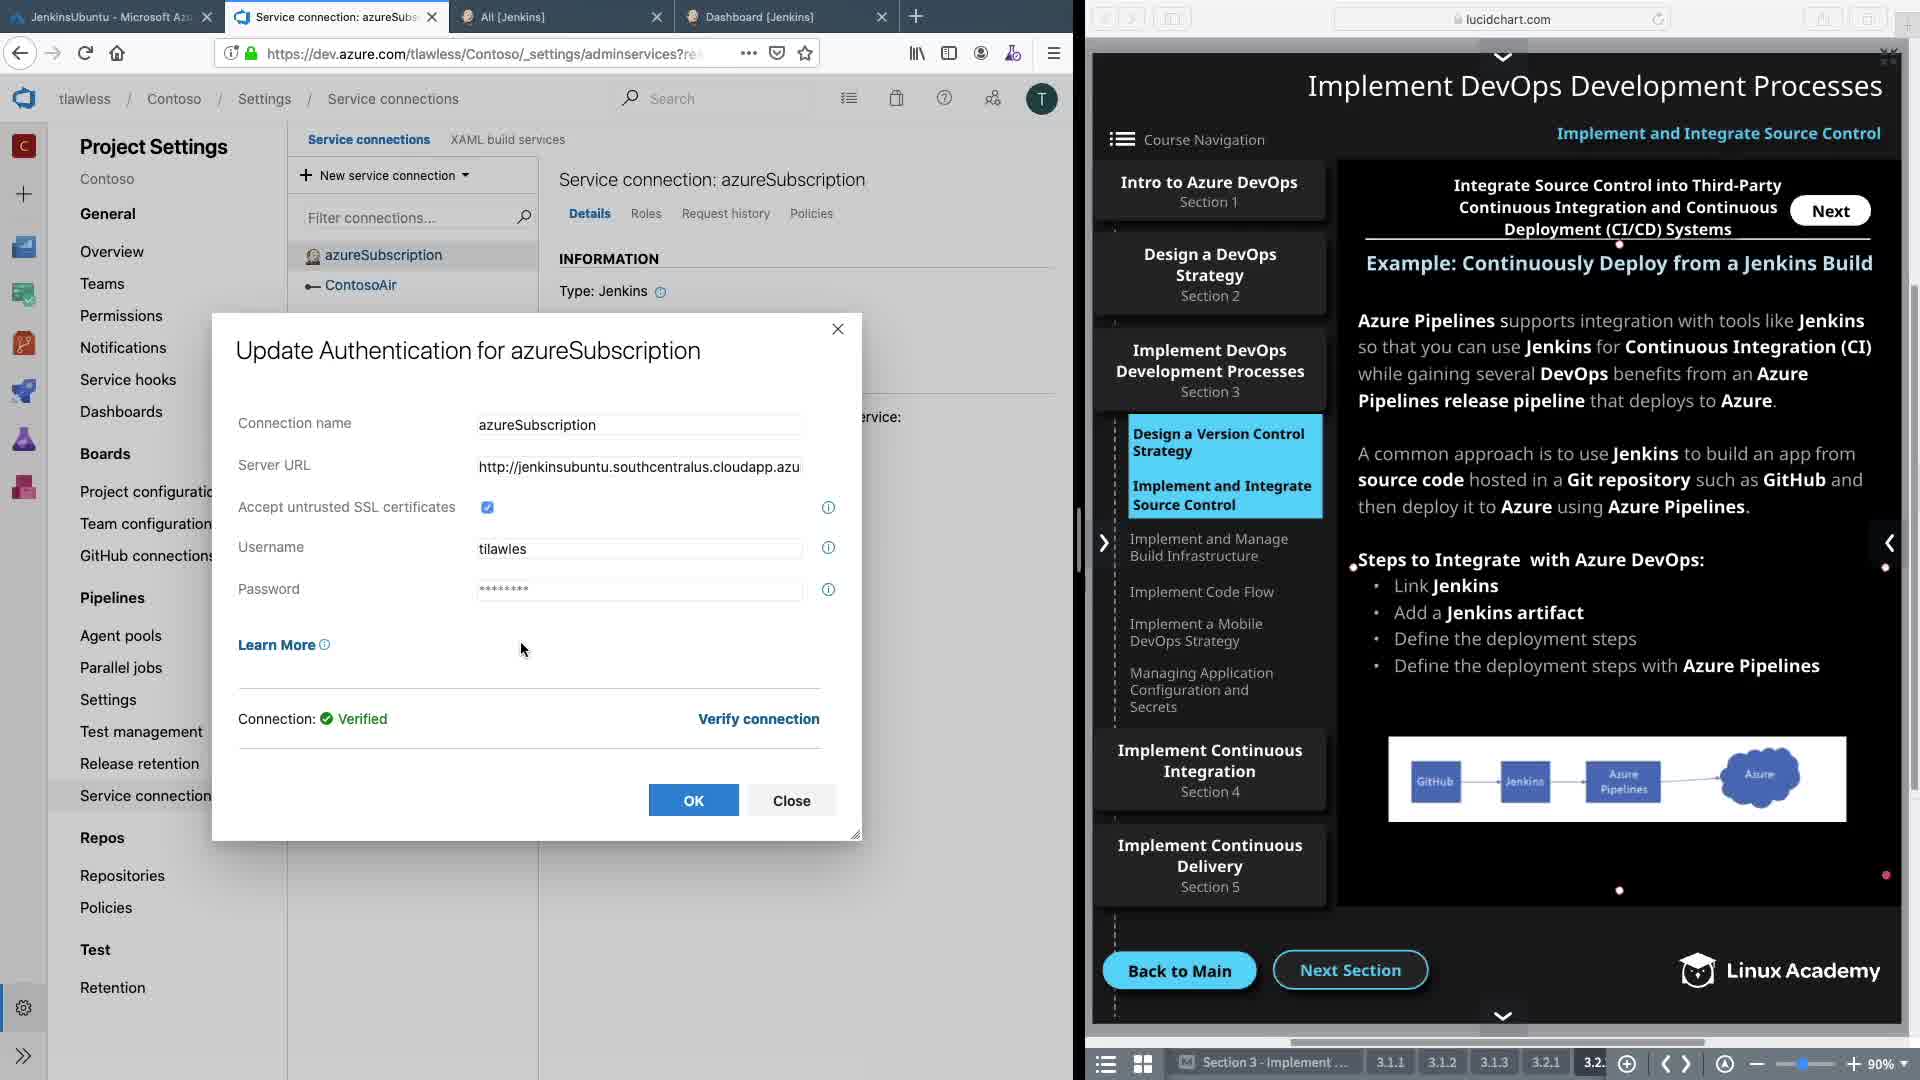 JenkinsUbuntu - Microsoft Az
Service connection: azureSubs
All [Jenkins]
Dashboard [Jenkins]
https://dev.azure.com/tlawless/Contoso/_settings/adminservices?re
tlawless / Contoso / Settings / Service connections
Search
T
C
Project Settings
Contoso
General
Overview
Teams
Permissions
Notifications
Service hooks
Dashboards
Boards
Project configuratio
Team configuration
GitHub connections
Pipelines
Agent pools
Parallel jobs
Settings
Test management
Release retention
Service connection
Repos
Repositories
Policies
Test
Retention
Service connections
XAML build services
New service connection
Filter connections...
azureSubscription
ContosoAir
Service connection: azureSubscription
Details
Roles
Request history
Policies
INFORMATION
Type: Jenkins
ervice:
Update Authentication for azureSubscription
Connection name
azureSubscription
Server URL
http://jenkinsubuntu.southcentralus.cloudapp.azu
Accept untrusted SSL certificates
Username
tilawles
Password
********
Learn More
Connection: Verified
Verify connection
OK
Close
lucidchart.com
Implement DevOps Development Processes
Course Navigation
Implement and Integrate Source Control
Intro to Azure DevOps
Section 1
Design a DevOps
Strategy
Section 2
Implement DevOps
Development Processes
Section 3
Design a Version Control
Strategy
Implement and Integrate
Source Control
Implement and Manage
Build Infrastructure
Implement Code Flow
Implement a Mobile
DevOps Strategy
Managing Application
Configuration and
Secrets
Implement Continuous
Integration
Section 4
Implement Continuous
Delivery
Section 5
Integrate Source Control into Third-Party
Continuous Integration and Continuous
Deployment (CI/CD) Systems
Next
Example: Continuously Deploy from a Jenkins Build
Azure Pipelines supports integration with tools like Jenkins
so that you can use Jenkins for Continuous Integration (CI)
while gaining several DevOps benefits from an Azure
Pipelines release pipeline that deploys to Azure.
A common approach is to use Jenkins to build an app from
source code hosted in a Git repository such as GitHub and
then deploy it to Azure using Azure Pipelines.
Steps to Integrate with Azure DevOps:
• Link Jenkins
• Add a Jenkins artifact
• Define the deployment steps
• Define the deployment steps with Azure Pipelines
GitHub
Jenkins
Azure
Pipelines
Azure
Back to Main
Next Section
Linux Academy
Section 3 - Implement ...
3.1.1
3.1.2
3.1.3
3.2.1
3.2.
90%